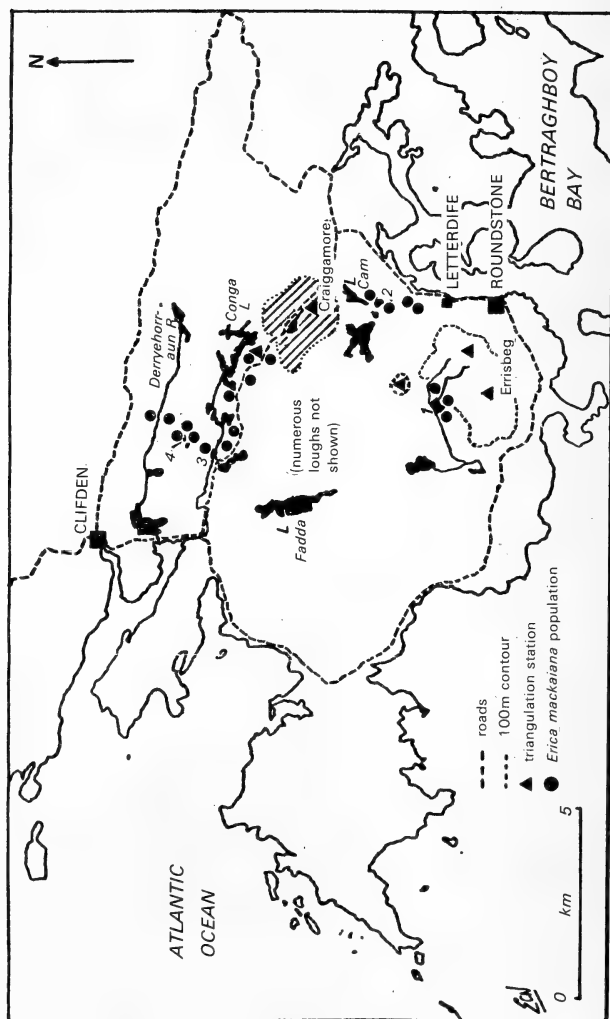 N
CLIFDEN
Derryehorr-
aun R.
Conga
L
4
3
Craiggamore
L
Fadda
(numerous
loughs not
shown)
L
Cam
2
LETTERDIFE
ROUNDSTONE
BERTRAGHBOY
BAY
1
Errisbeg
ATLANTIC
OCEAN
roads
100m contour
triangulation station
Erica mackaiana population
0 km 5